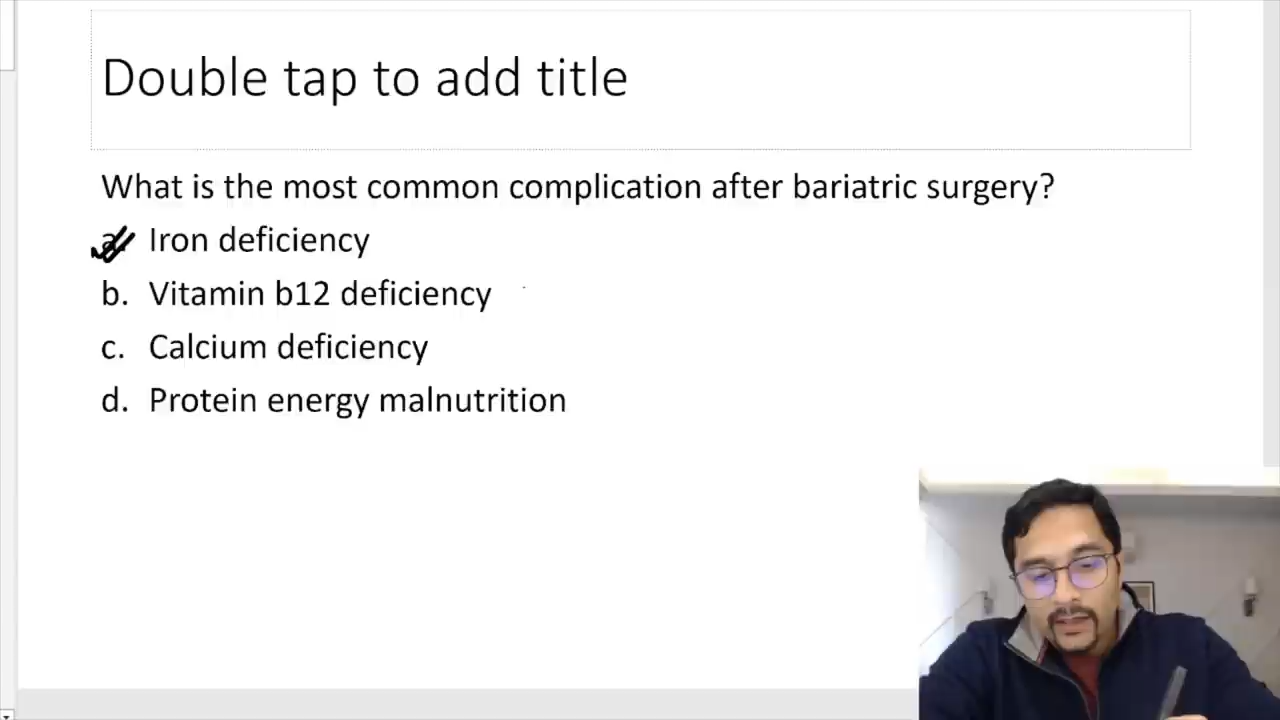 Double tap to add title
What is the most common complication after bariatric surgery?
a. Iron deficiency
b. Vitamin b12 deficiency
c. Calcium deficiency
d. Protein energy malnutrition